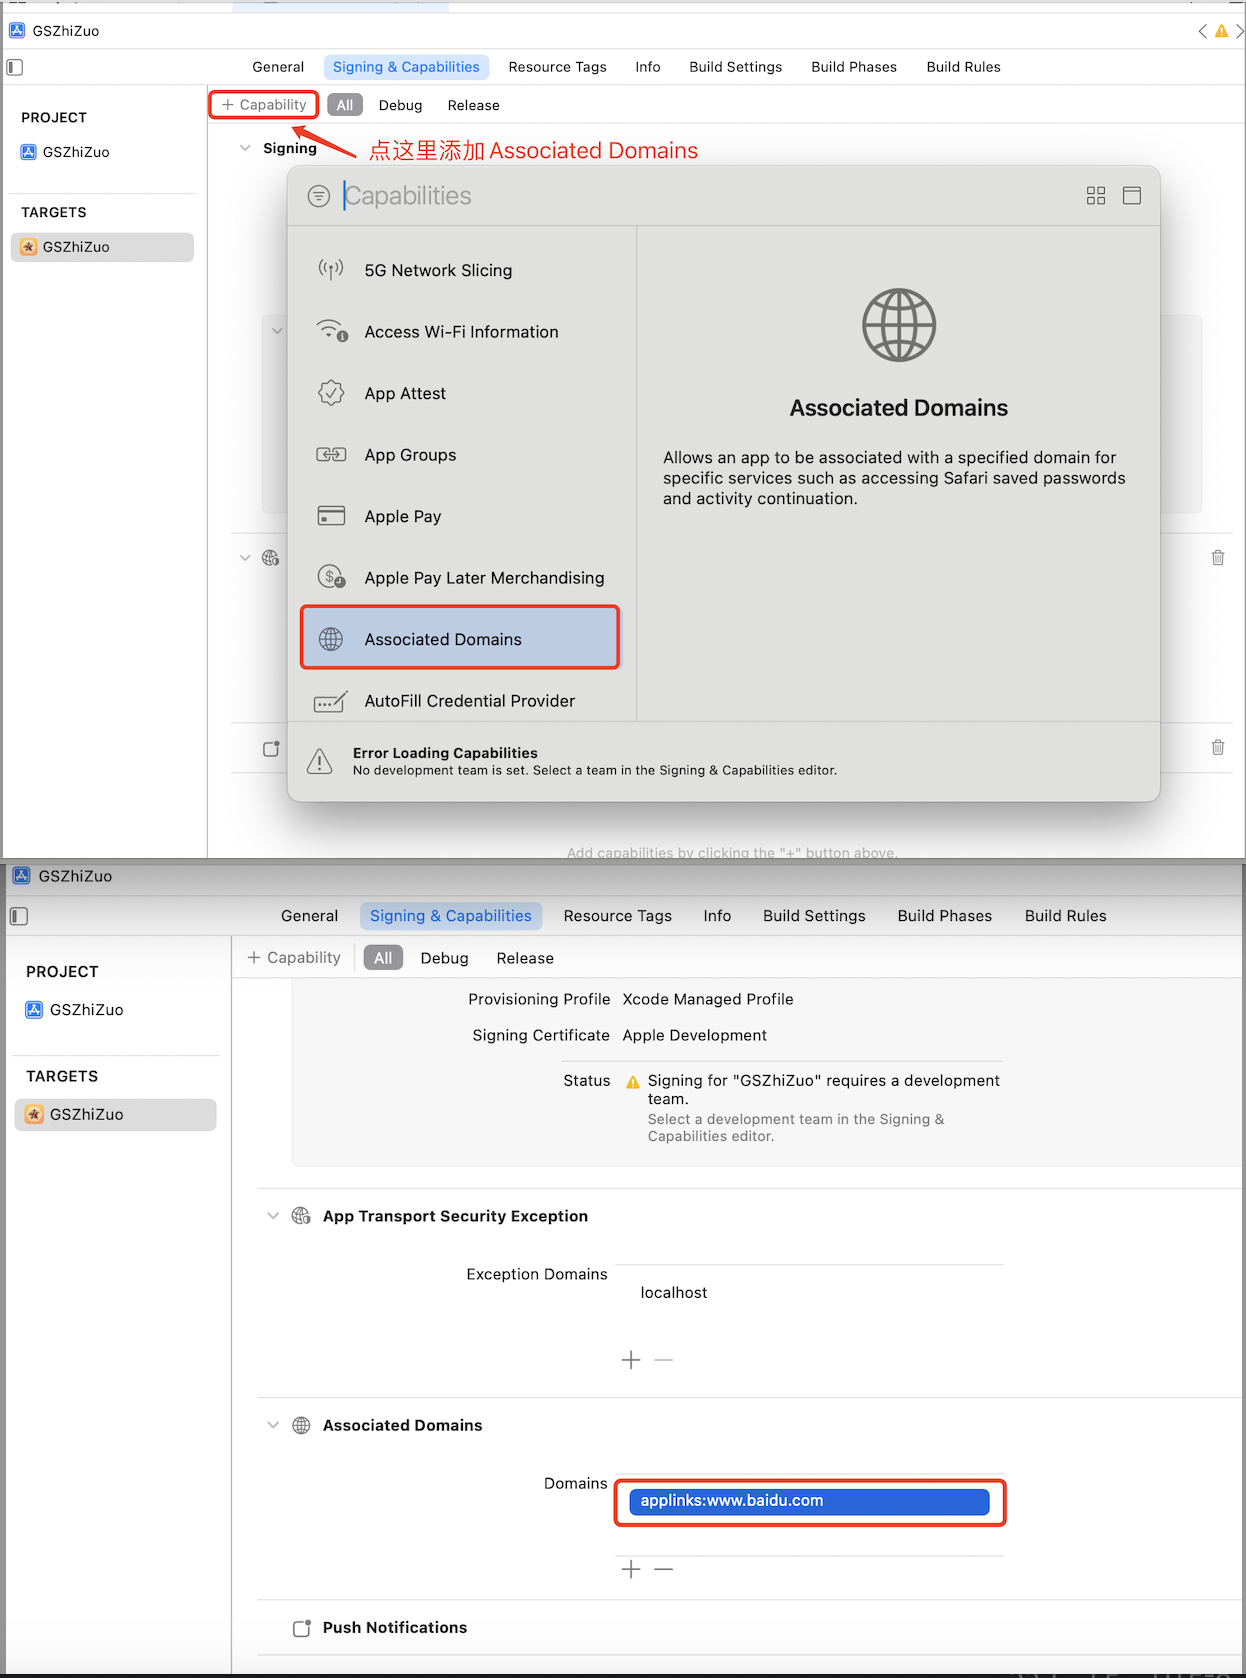 GSZhiZuo
General Signing & Capabilities Resource Tags Info Build Settings Build Phases Build Rules
+ Capability All Debug Release
PROJECT
GSZhiZuo
Signing
点这里添加 Associated Domains
TARGETS
GSZhiZuo
Capabilities
5G Network Slicing
Access Wi-Fi Information
App Attest
App Groups
Apple Pay
Apple Pay Later Merchandising
Associated Domains
AutoFill Credential Provider
Associated Domains
Allows an app to be associated with a specified domain for
specific services such as accessing Safari saved passwords
and activity continuation.
Error Loading Capabilities
No development team is set. Select a team in the Signing & Capabilities editor.
Add capabilities by clicking the "+" button above.
GSZhiZuo
General Signing & Capabilities Resource Tags Info Build Settings Build Phases Build Rules
+ Capability All Debug Release
PROJECT
GSZhiZuo
TARGETS
GSZhiZuo
Provisioning Profile Xcode Managed Profile
Signing Certificate Apple Development
Status Signing for "GSZhiZuo" requires a development
team.
Select a development team in the Signing &
Capabilities editor.
App Transport Security Exception
Exception Domains
localhost
Associated Domains
Domains
applinks:www.baidu.com
Push Notifications